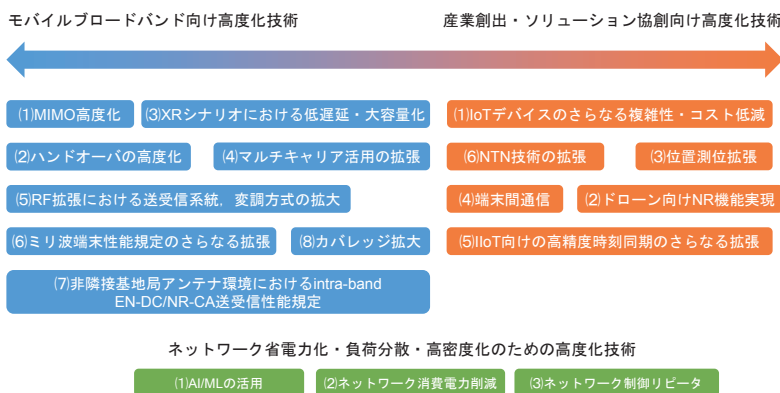 モバイルブロードバンド向け高度化技術
産業創出・ソリューション協創向け高度化技術
⑴MIMO高度化
⑶XRシナリオにおける低遅延・大容量化
⑴IoTデバイスのさらなる複雑性・コスト低減
⑵ハンドオーバの高度化
⑷マルチキャリア活用の拡張
⑹NTN技術の拡張
⑶位置測位拡張
⑸RF拡張における送受信系統，変調方式の拡大
⑷端末間通信
⑵ドローン向けNR機能実現
⑹ミリ波端末性能規定のさらなる拡張
⑻カバレッジ拡大
⑸IIoT向けの高精度時刻同期のさらなる拡張
⑺非隣接基地局アンテナ環境におけるintra-band
EN-DC/NR-CA送受信性能規定
ネットワーク省電力化・負荷分散・高密度化のための高度化技術
⑴AI/MLの活用
⑵ネットワーク消費電力削減
⑶ネットワーク制御リピータ